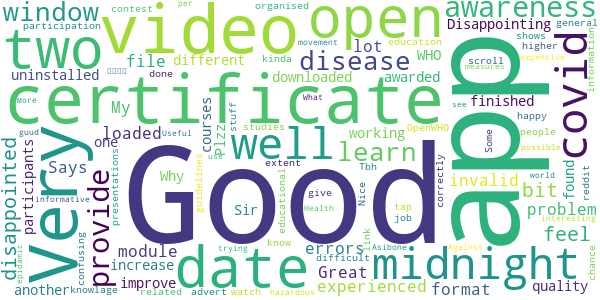 window
participation
contest
per
organised
video
open
awareness
two
kinda
education
movement
general
done
different
WHO
Disappointing
higher
information
shows
uninstalled
file
lot
disease
awarded
expensive
downloaded
scroll
measures
certificate
covid
My
loaded
courses
stuff
studies
OpenWHO
finished
More
guud
one
Plzz
working
What
see
happy
Says
well
learn
Some
people
Useful
use
possible
app
very
disappointed
participants
provide
Why
Sir
extent
Tbh
invalid
found
reddit
presentations
guidelines
educational
give
Nice
tap
job
correctly
bit
world
informative
Good
Health
problem
interesting
confusing
module
date
know
link
Asibone
Against
feel
epidemic
increase
trying
errors
difficult
midnight
chance
another
knowlage
improve
Great
experienced
format
quality
related
advert
watch
hazardous